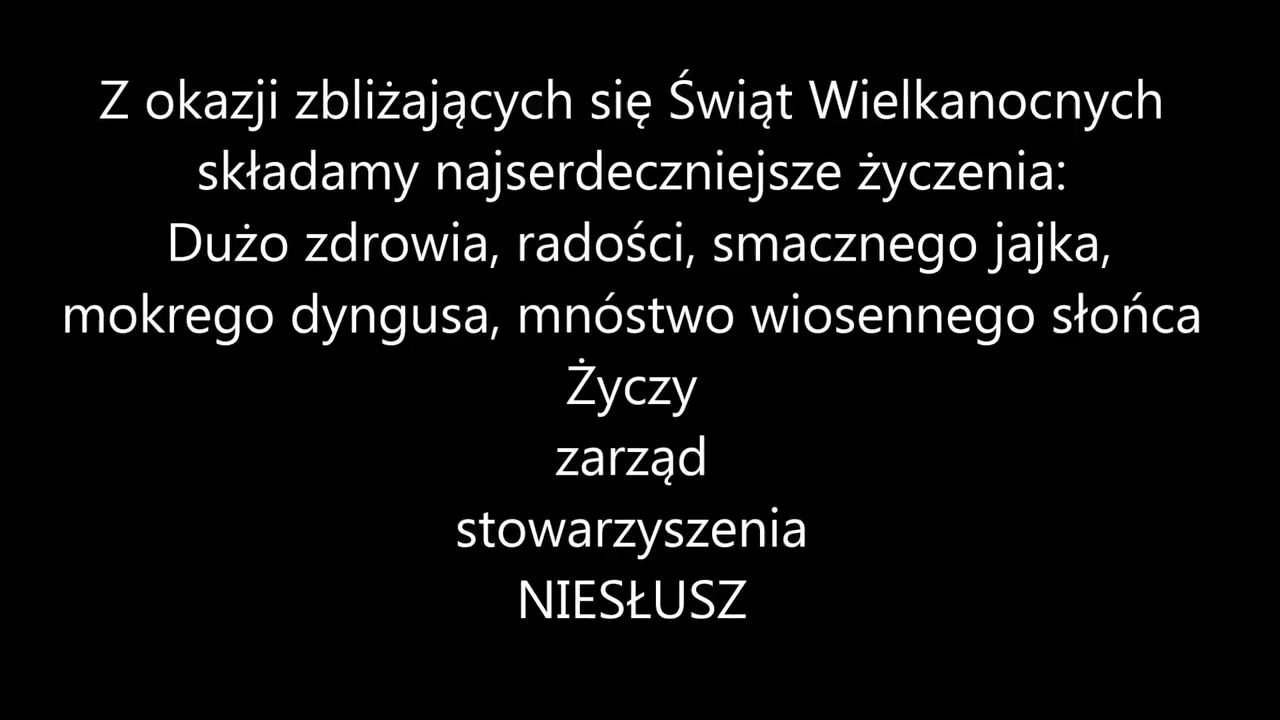 Z okazji zbliżających się Świąt Wielkanocnych
składamy najserdeczniejsze życzenia:
Dużo zdrowia, radości, smacznego jajka,
mokrego dyngusa, mnóstwo wiosennego słońca
Życzy
zarząd
stowarzyszenia
NIESŁUSZ